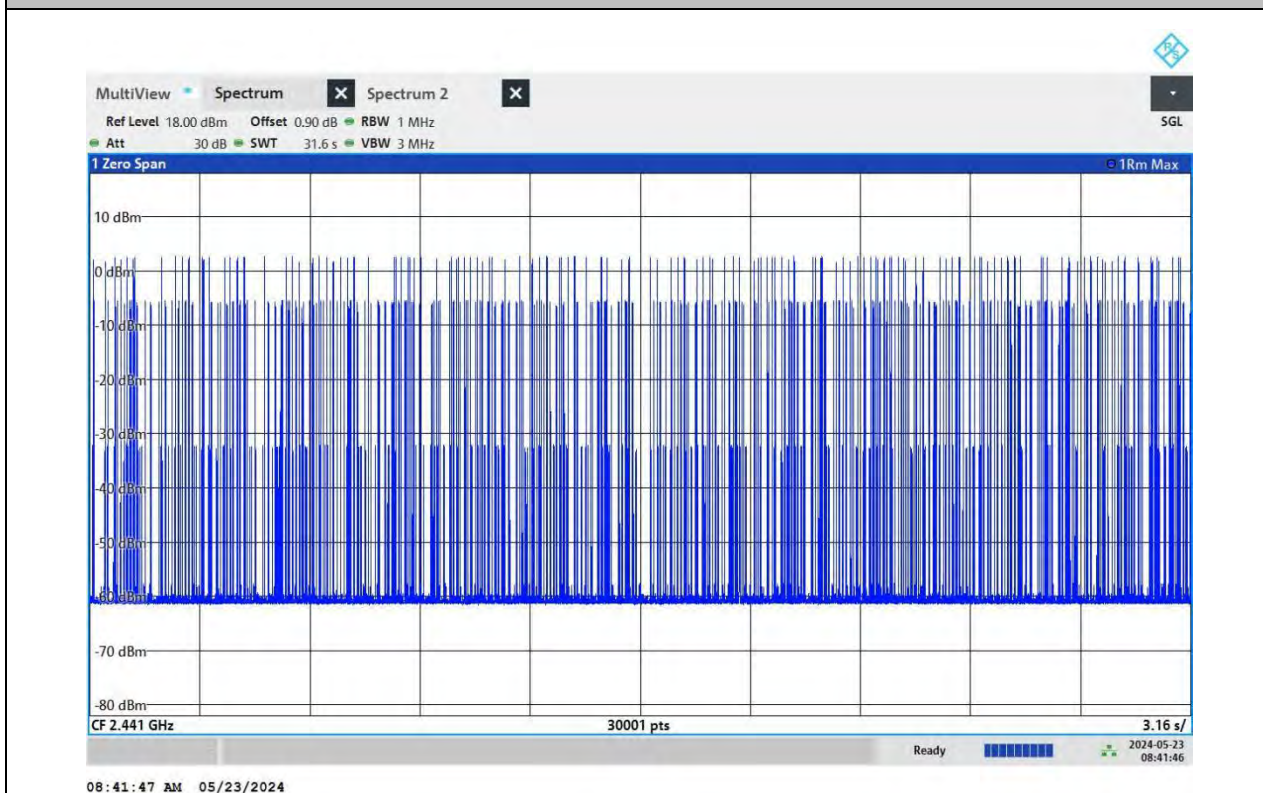 R S
MultiView Spectrum X Spectrum 2 X
Ref Level 18.00 dBm Offset 0.90 dB RBW 1 MHz SGL
Att 30 dB SWT 31.6 s VBW 3 MHz
1 Zero Span 1Rm Max
10 dBm
0 dBm
-10 dBm
-20 dBm
-30 dBm
-40 dBm
-50 dBm
-60 dBm
-70 dBm
-80 dBm
CF 2.441 GHz 30001 pts 3.16 s/
Ready 2024-05-23
08:41:46
08:41:47 AM 05/23/2024